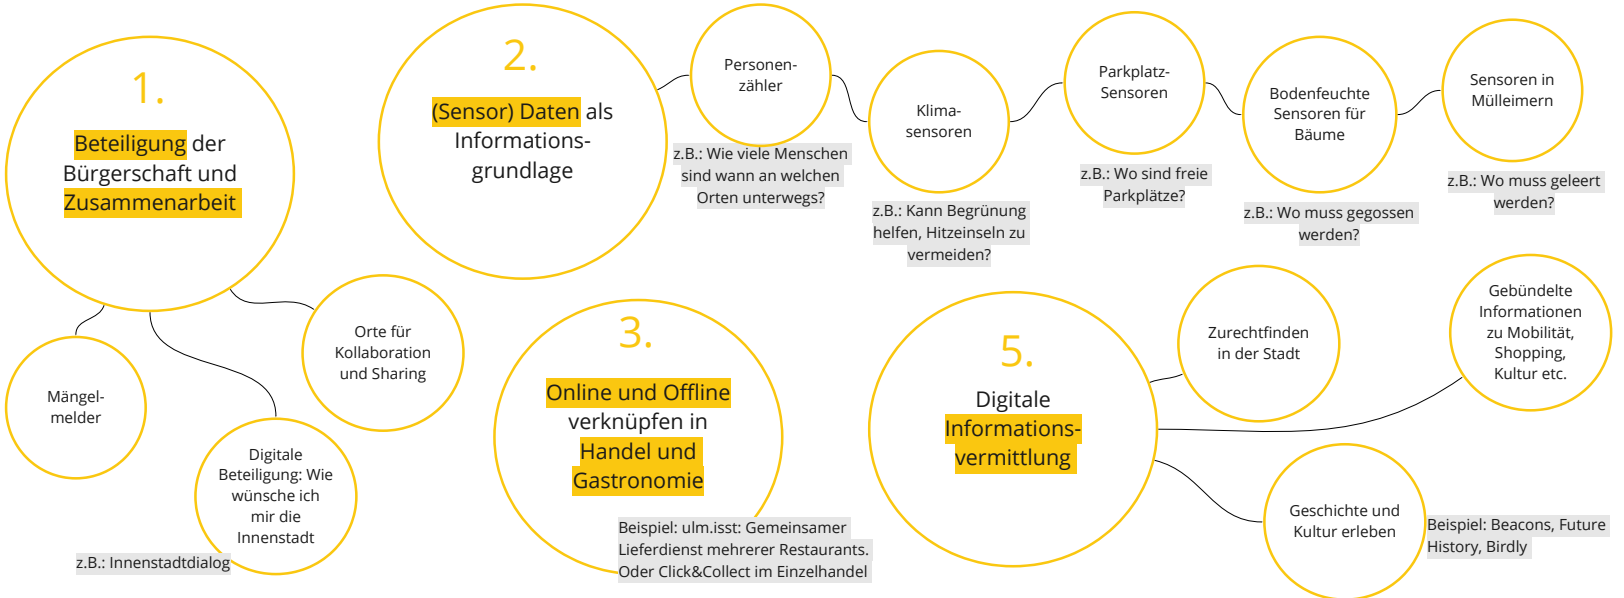 1.
Beteiligung der
Bürgerschaft und
Zusammenarbeit
Mängel-
melder
Digitale
Beteiligung: Wie
wünsche ich
mir die
Innenstadt
z.B.: Innenstadtdialog
Orte für
Kollaboration
und Sharing
2.
(Sensor) Daten als
Informations-
grundlage
Personen-
zähler
z.B.: Wie viele Menschen
sind wann an welchen
Orten unterwegs?
Klima-
sensoren
z.B.: Kann Begrünung
helfen, Hitzeinseln zu
vermeiden?
Parkplatz-
Sensoren
z.B.: Wo sind freie
Parkplätze?
Bodenfeuchte
Sensoren für
Bäume
z.B.: Wo muss gegossen
werden?
Sensoren in
Mülleimern
z.B.: Wo muss geleert
werden?
3.
Online und Offline
verknüpfen in
Handel und
Gastronomie
Beispiel: ulm.isst: Gemeinsamer
Lieferdienst mehrerer Restaurants.
Oder Click&Collect im Einzelhandel
5.
Digitale
Informations-
vermittlung
Zurechtfinden
in der Stadt
Gebündelte
Informationen
zu Mobilität,
Shopping,
Kultur etc.
Geschichte und
Kultur erleben
Beispiel: Beacons, Future
History, Birdly